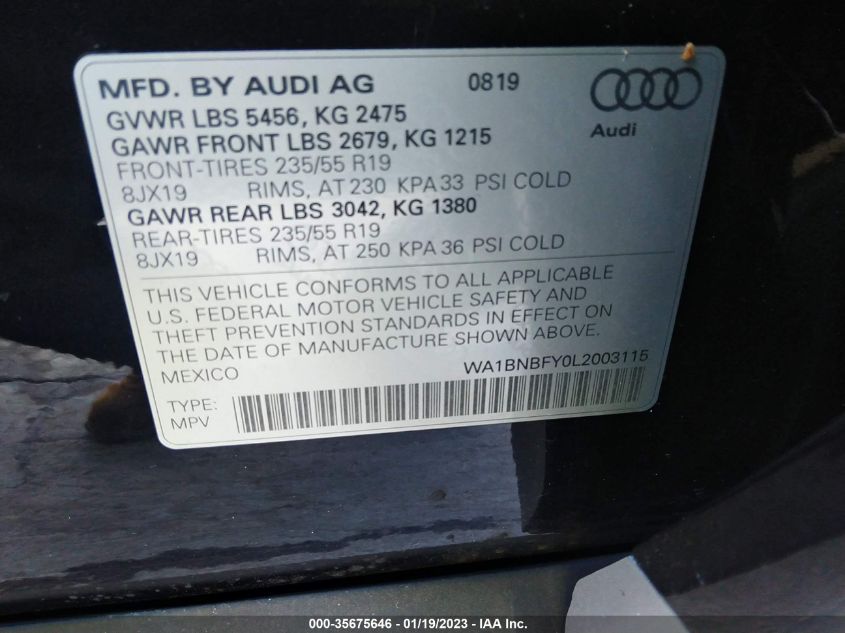 MFD. BY AUDI AG 0819
Audi
GVWR LBS 5456, KG 2475
GAWR FRONT LBS 2679, KG 1215
FRONT-TIRES 235/55 R19
8JX19 RIMS, AT 230 KPA 33 PSI COLD
GAWR REAR LBS 3042, KG 1380
REAR-TIRES 235/55 R19
8JX19 RIMS, AT 250 KPA 36 PSI COLD
THIS VEHICLE CONFORMS TO ALL APPLICABLE
U.S. FEDERAL MOTOR VEHICLE SAFETY AND
THEFT PREVENTION STANDARDS IN EFFECT ON
THE DATE OF MANUFACTURE SHOWN ABOVE.
MEXICO WA1BNBFY0L2003115
TYPE:
MPV
000-35675646 / 01/19/2023 - IAA Inc.